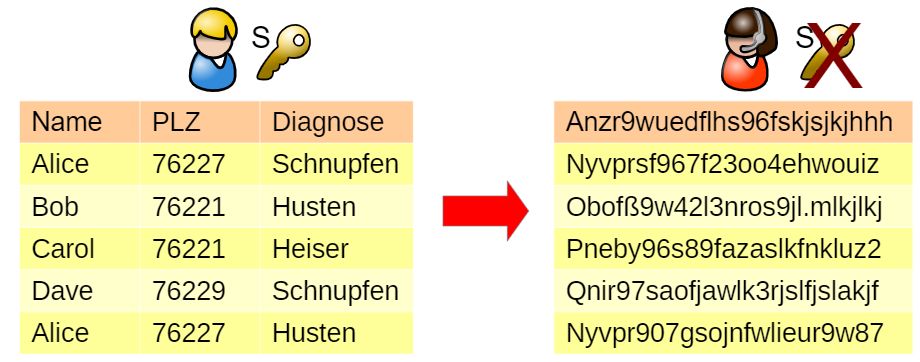 S
S
Name PLZ Diagnose
Alice 76227 Schnupfen
Bob 76221 Husten
Carol 76221 Heiser
Dave 76229 Schnupfen
Alice 76227 Husten
Anzr9wuedflhs96fskjsjkjhhh
Nyvprsf967f23oo4ehwouiz
Obofß9w42l3nros9jl.mlkjlkj
Pneby96s89fazaslkfnkluz2
Qnir97saofjawlk3rjslfjslakjf
Nyvpr907gsojnfwlieur9w87